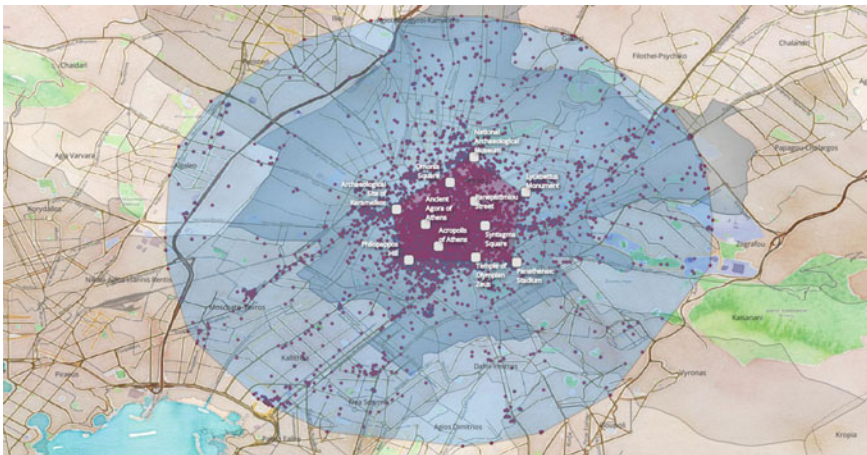 Chaidari
Filothei-Psychiko
Chalandri
Agia Varvara
Papagou-Cholargos
National
Archaeological
Museum
Omonia
Square
Lycabettus
Monument
Archaeological
Site of
Kerameikos
Panepistimiou
Street
Ancient
Agora of
Athens
Acropolis
of Athens
Syntagma
Square
Philopappos
Hill
Temple of
Olympian
Zeus
Panathenaic
Stadium
Zografou
Kaisariani
Moschato-Tavros
Kallithea
Piraeus
Vyronas
Nea Smyrni
Agios Dimitrios
Kropia